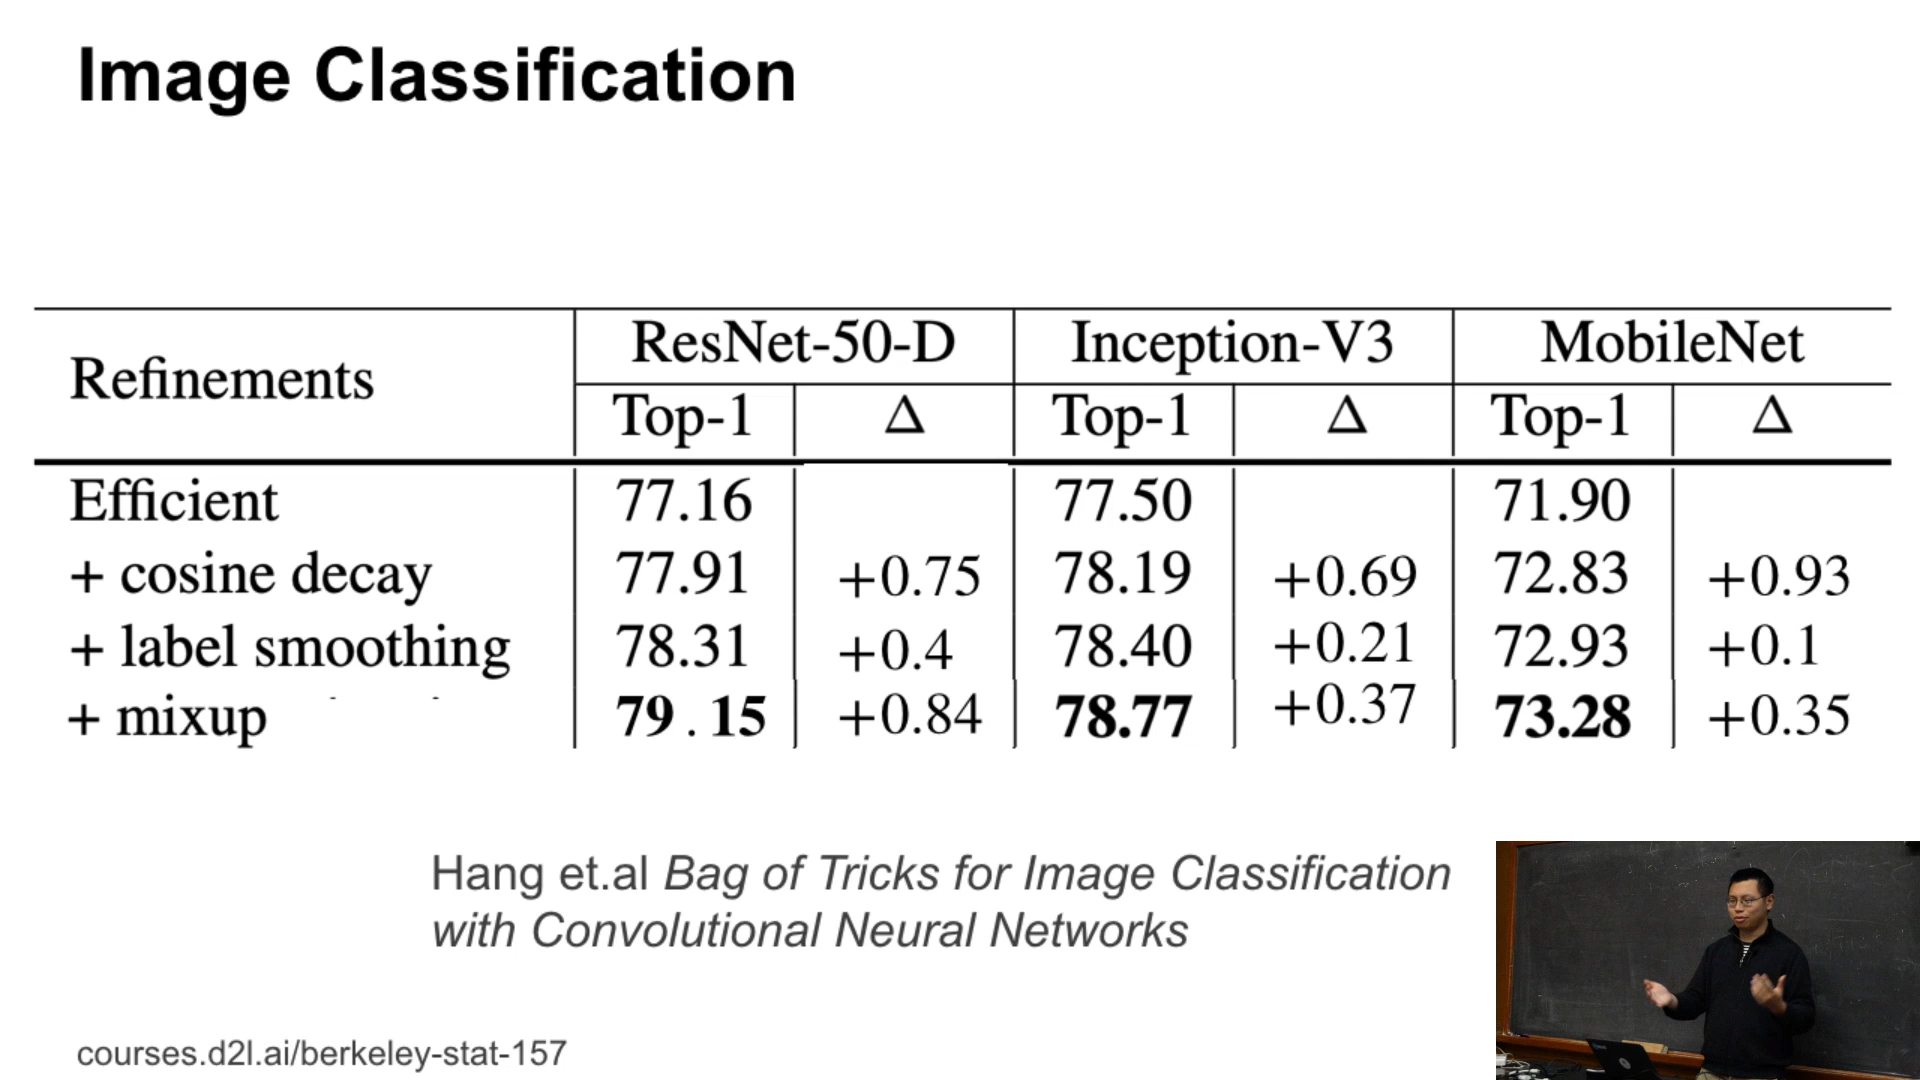 Image Classification
Refinements ResNet-50-D Inception-V3 MobileNet
Top-1 Δ Top-1 Δ Top-1 Δ
Efficient 77.16 77.50 71.90
+ cosine decay 77.91 +0.75 78.19 +0.69 72.83 +0.93
+ label smoothing 78.31 +0.4 78.40 +0.21 72.93 +0.1
+ mixup 79.15 +0.84 78.77 +0.37 73.28 +0.35
Hang et.al Bag of Tricks for Image Classification
with Convolutional Neural Networks
courses.d2l.ai/berkeley-stat-157